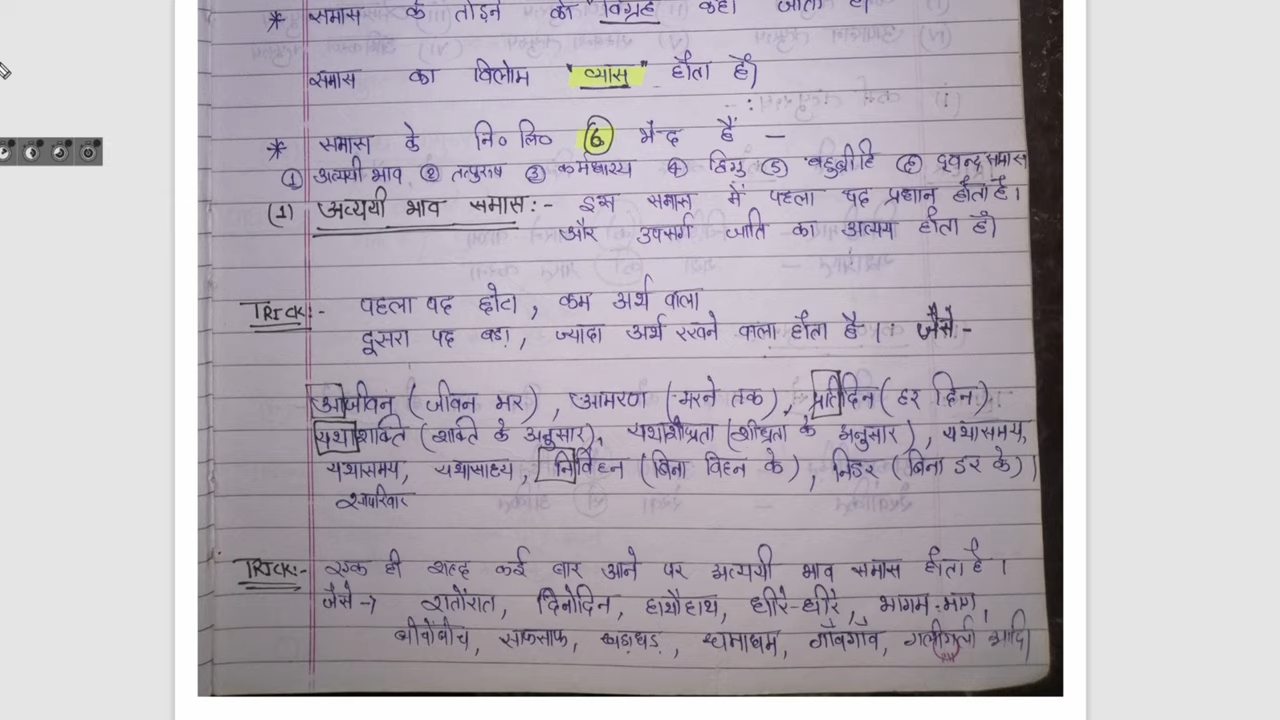 * समास के तोड़ने को "विग्रह" कहा जाता है।
समास का विलोम "व्यास" होता है।
* समास के नि० लि० 6 भेद हैं –
① अव्ययी भाव ② तत्पुरुष ③ कर्मधारय ④ द्विगु ⑤ बहुब्रीहि ⑥ द्वन्द्व समास
(1) अव्ययी भाव समास:- इस समास में पहला पद प्रधान होता है।
और उपसर्ग जाति का अव्यय होता है।
TRICK:- पहला पद छोटा, कम अर्थ वाला
दूसरा पद बड़ा, ज्यादा अर्थ रखने वाला होता है। जैसे-
आजीवन (जीवन भर), आमरण (मरने तक), प्रतिदिन (हर दिन)
यथाशक्ति (शक्ति के अनुसार), यथाशीघ्रता (शीघ्रता के अनुसार), यथासमय,
यथासमय, यथासाध्य, निर्विघ्न (बिना विघ्न के), निडर (बिना डर के)।
सपरिवार
TRICK:- एक ही शब्द कई बार आने पर अव्ययी भाव समास होता है।
जैसे → रातोंरात, दिनोदिन, हाथोहाथ, धीरे-धीरे, भागम-भाग,
बीचोंबीच, साफसाफ, धड़ाधड़, धमाधम, गाँवगाँव, गलीगली आदि।